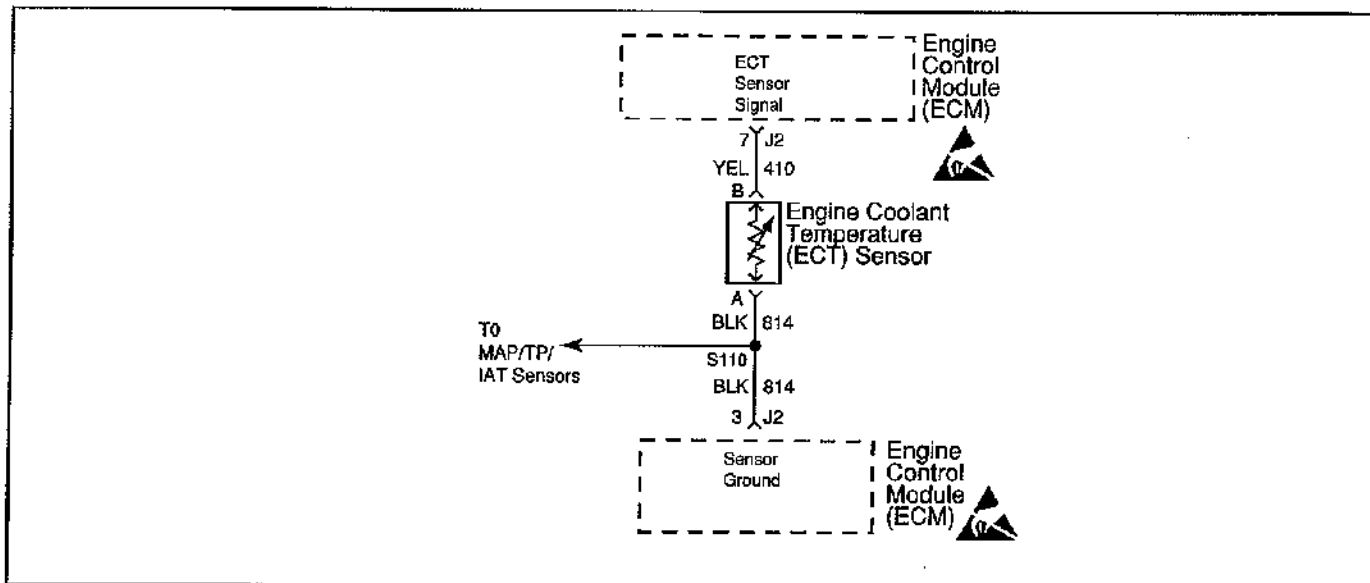 ECT
Sensor
Signal
Engine
Control
Module
(ECM)
7 J2
YEL 410
B
Engine Coolant
Temperature
(ECT) Sensor
A
BLK 814
TO
MAP/TP/
IAT Sensors
S110
BLK 814
3 J2
Sensor
Ground
Engine
Control
Module
(ECM)